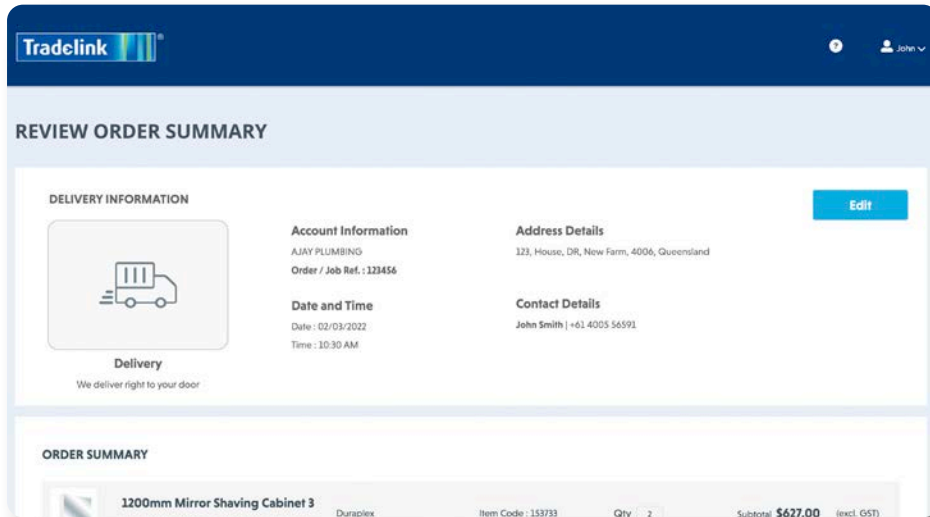 Tradelink®
John
REVIEW ORDER SUMMARY
DELIVERY INFORMATION
Edit
Account Information
AJAY PLUMBING
Order / Job Ref. : 123456
Address Details
123, House, DR, New Farm, 4006, Queensland
Date and Time
Date : 02/03/2022
Time : 10:30 AM
Contact Details
John Smith | +61 4005 56591
Delivery
We deliver right to your door
ORDER SUMMARY
1200mm Mirror Shaving Cabinet 3
Duraplex
Item Code : 153733
Qty 2
Subtotal $627.00 (excl. GST)